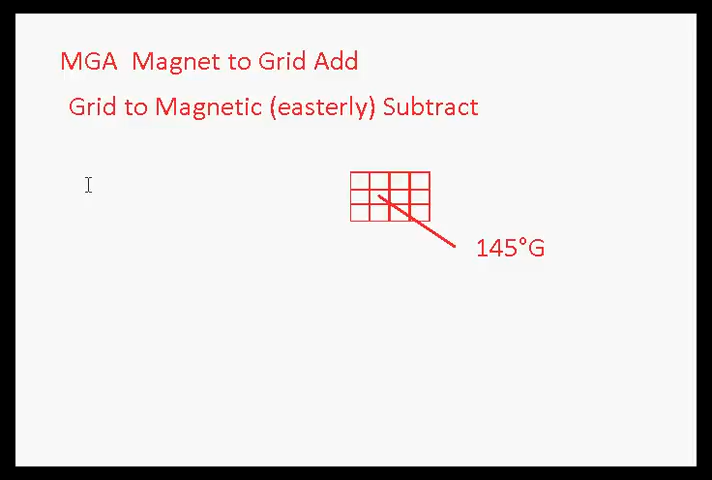 MGA  Magnet to Grid Add
Grid to Magnetic (easterly) Subtract
145°G